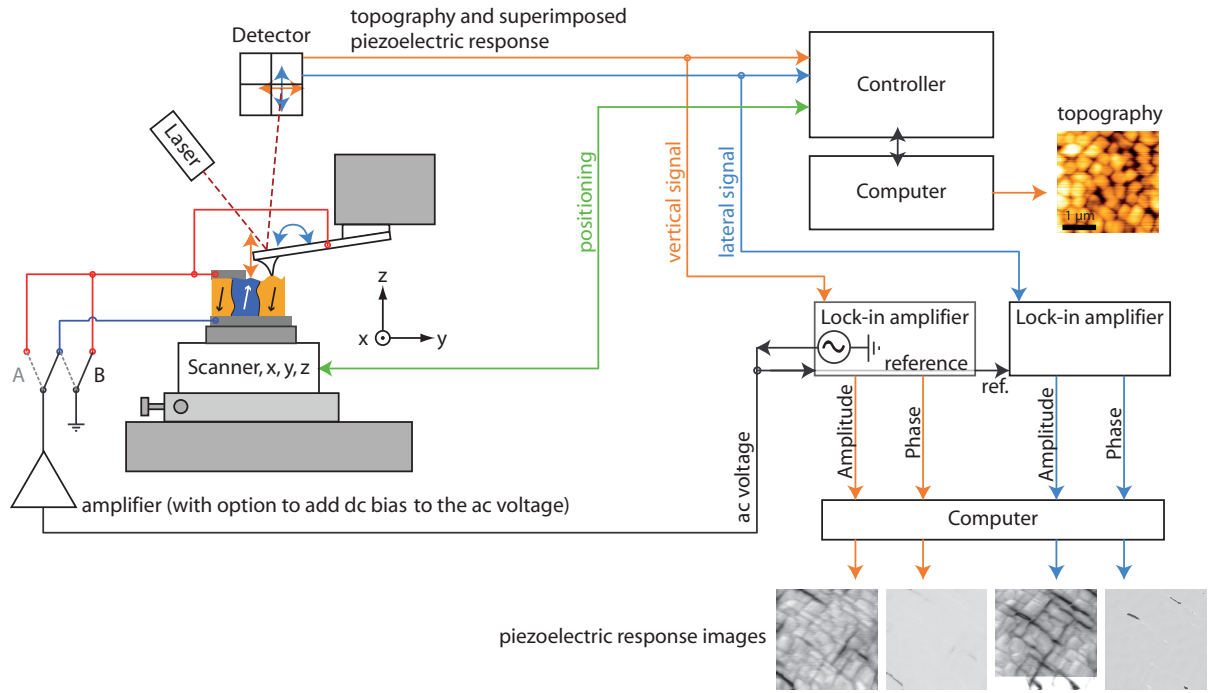 topography and superimposed
piezoelectric response
Detector
Controller
topography
Laser
Computer
1 µm
positioning
vertical signal
lateral signal
z
x
y
Lock-in amplifier
Lock-in amplifier
reference
ref.
Scanner, x, y, z
A
B
Amplitude
Phase
Amplitude
Phase
ac voltage
amplifier (with option to add dc bias to the ac voltage)
Computer
piezoelectric response images